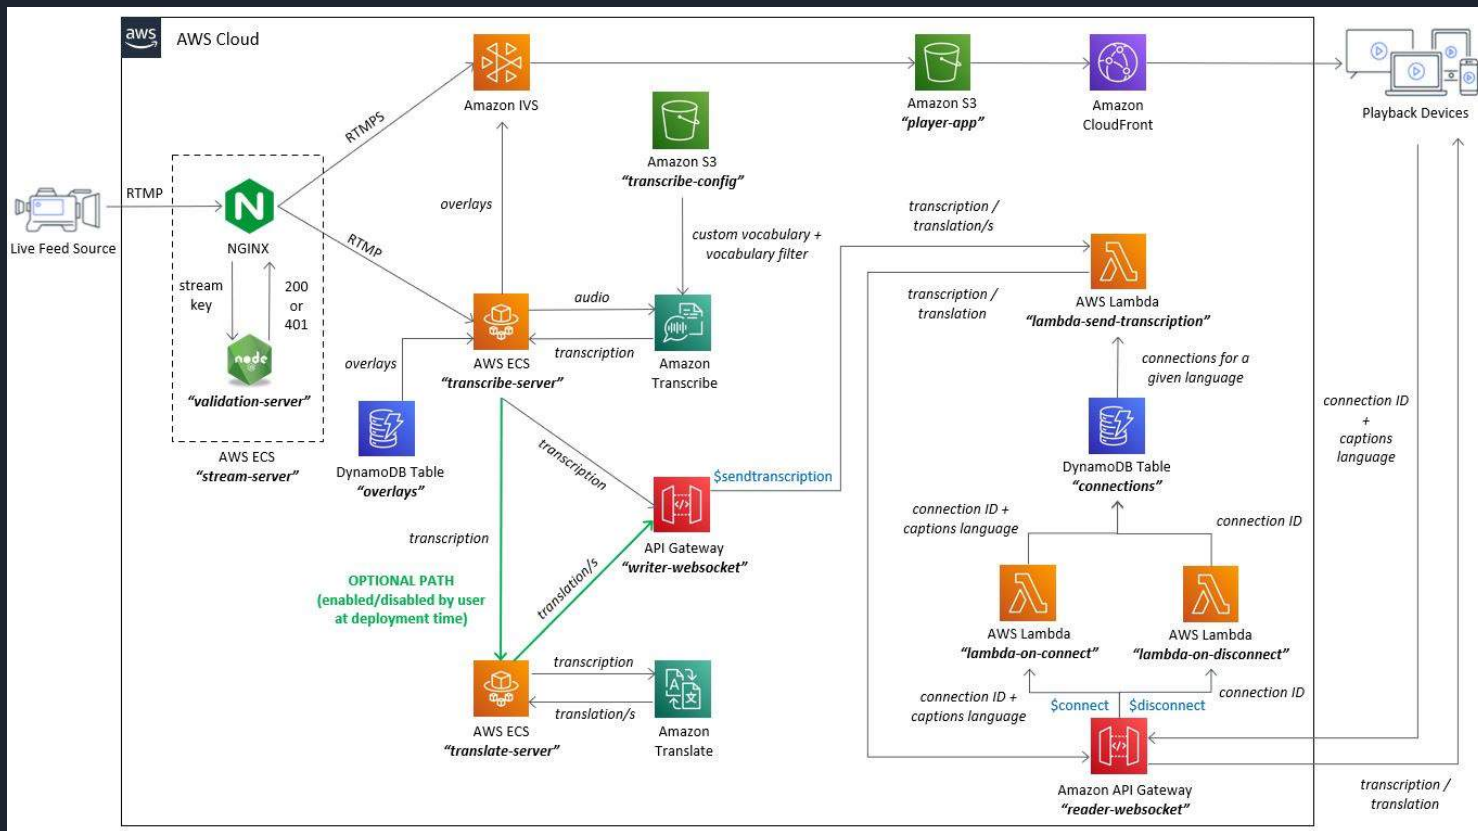 aws
AWS Cloud
Amazon IVS
Amazon S3
“player-app”
Amazon
CloudFront
Playback Devices
RTMPS
Amazon S3
“transcribe-config”
RTMP
Live Feed Source
NGINX
RTMP
overlays
custom vocabulary +
vocabulary filter
transcription /
translation/s
stream
key
200
or
401
node
“validation-server”
AWS ECS
“stream-server”
overlays
DynamoDB Table
“overlays”
AWS ECS
“transcribe-server”
audio
transcription
Amazon
Transcribe
transcription /
translation
AWS Lambda
“lambda-send-transcription”
connections for a
given language
DynamoDB Table
“connections”
connection ID
+
captions
language
transcription
$sendtranscription
API Gateway
“writer-websocket”
transcription
OPTIONAL PATH
(enabled/disabled by user
at deployment time)
translation/s
AWS ECS
“translate-server”
transcription
translation/s
Amazon
Translate
connection ID +
captions language
connection ID
AWS Lambda
“lambda-on-connect”
AWS Lambda
“lambda-on-disconnect”
connection ID +
captions language
$connect
$disconnect
connection ID
Amazon API Gateway
“reader-websocket”
transcription /
translation